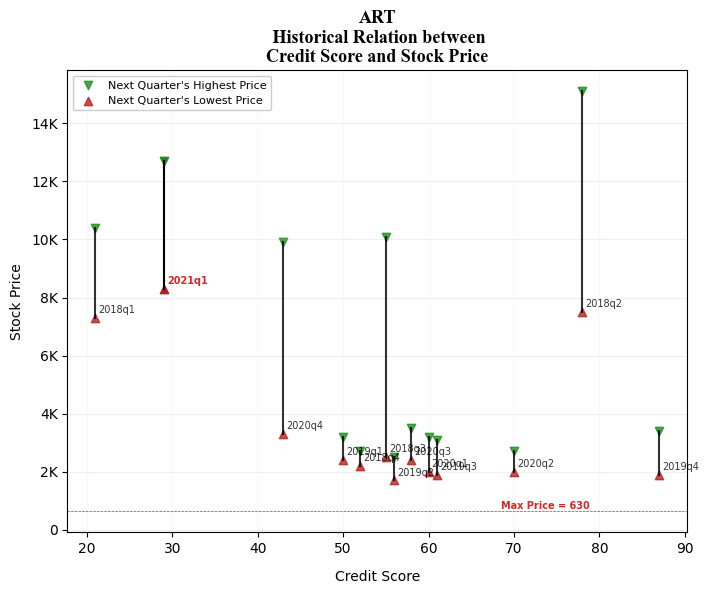 ART
Historical Relation between
Credit Score and Stock Price
Next Quarter's Highest Price
Next Quarter's Lowest Price
14K
12K
10K
8K
6K
4K
2K
0
Stock Price
2018q1
2021q1
2020q4
2019q1
2018q4
2018q3
2019q2
2020q3
2020q1
2019q3
2020q2
2018q2
2019q4
Max Price = 630
20 30 40 50 60 70 80 90
Credit Score